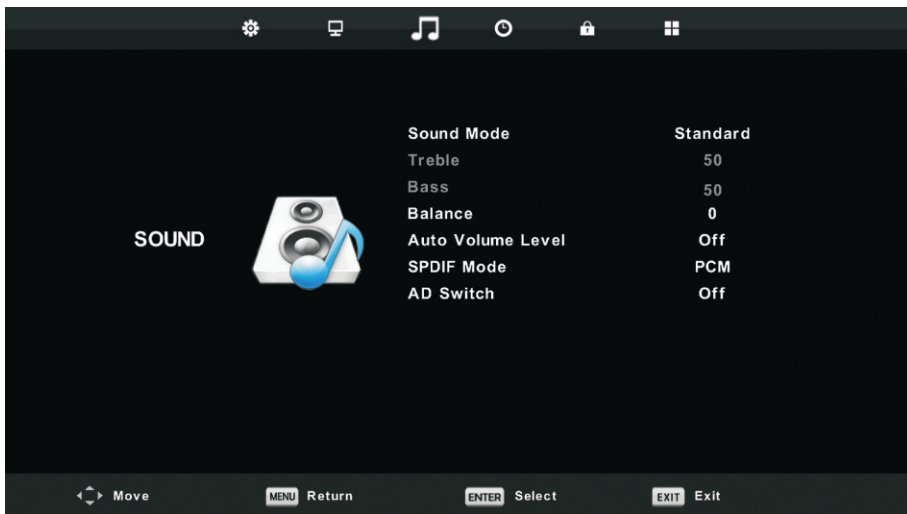 Sound Mode Standard
Treble 50
Bass 50
Balance 0
SOUND
Auto Volume Level Off
SPDIF Mode PCM
AD Switch Off
Move MENU Return ENTER Select EXIT Exit